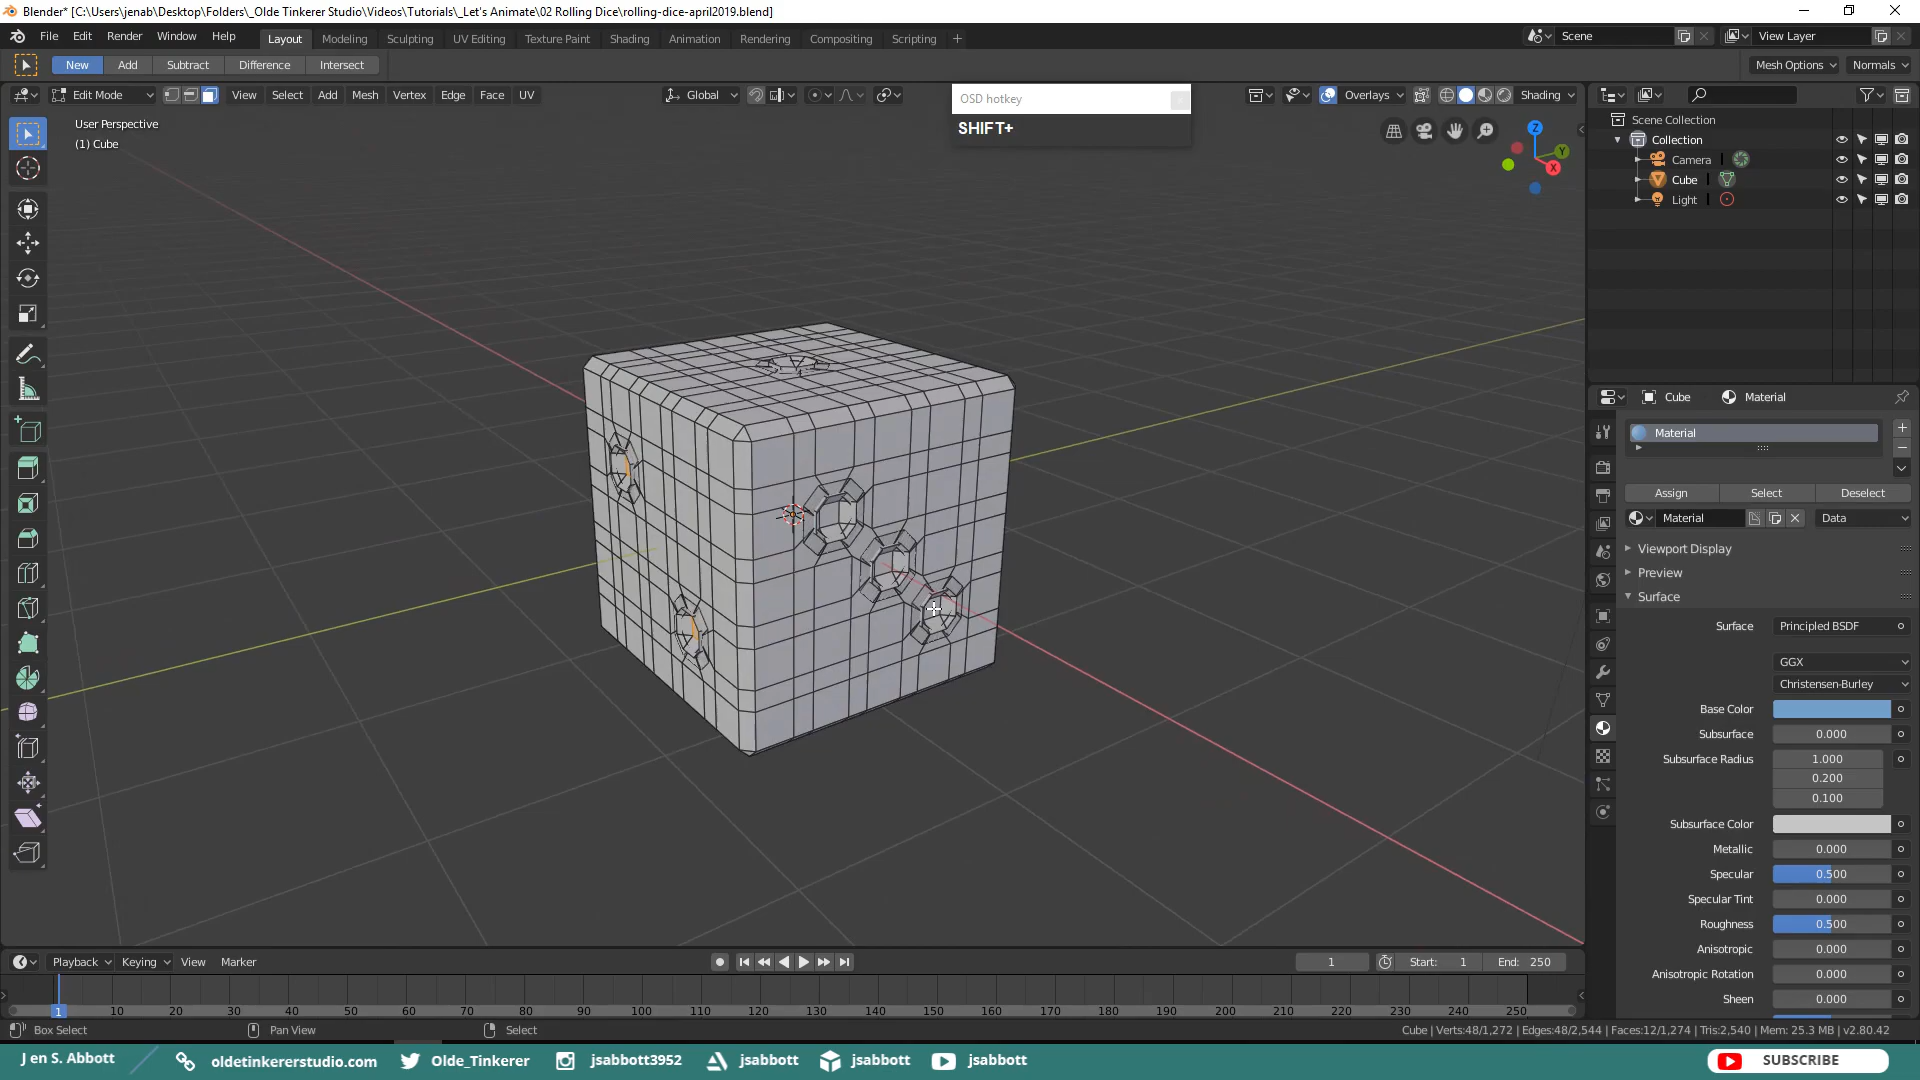 Blender* [C:\Users\jenab\Desktop\Folders\_Olde Tinkerer Studio\Videos\Tutorials\_Let's Animate\02 Rolling Dice\rolling-dice-april2019.blend]
File Edit Render Window Help Layout Modeling Sculpting UV Editing Texture Paint Shading Animation Rendering Compositing Scripting + Scene View Layer
New Add Subtract Difference Intersect Mesh Options Normals
Edit Mode View Select Add Mesh Vertex Edge Face UV Global Overlays Shading
OSD hotkey
SHIFT+
User Perspective
(1) Cube
Z
Y
X
Scene Collection
Collection
Camera
Cube
Light
Cube Material
Material
Assign Select Deselect
Material Data
Viewport Display
Preview
Surface
Surface Principled BSDF
GGX
Christensen-Burley
Base Color
Subsurface 0.000
Subsurface Radius 1.000
0.200
0.100
Subsurface Color
Metallic 0.000
Specular 0.500
Specular Tint 0.000
Roughness 0.500
Anisotropic 0.000
Anisotropic Rotation 0.000
Sheen 0.000
Playback Keying View Marker 1 Start: 1 End: 250
1 10 20 30 40 50 60 70 80 90 100 110 120 130 140 150 160 170 180 190 200 210 220 230 240 250
Box Select Pan View Select Cube | Verts:48/1,272 | Edges:48/2,544 | Faces:12/1,274 | Tris:2,540 | Mem: 25.3 MB | v2.80.42
J en S. Abbott oldetinkererstudio.com Olde_Tinkerer jsabbott3952 jsabbott jsabbott jsabbott SUBSCRIBE